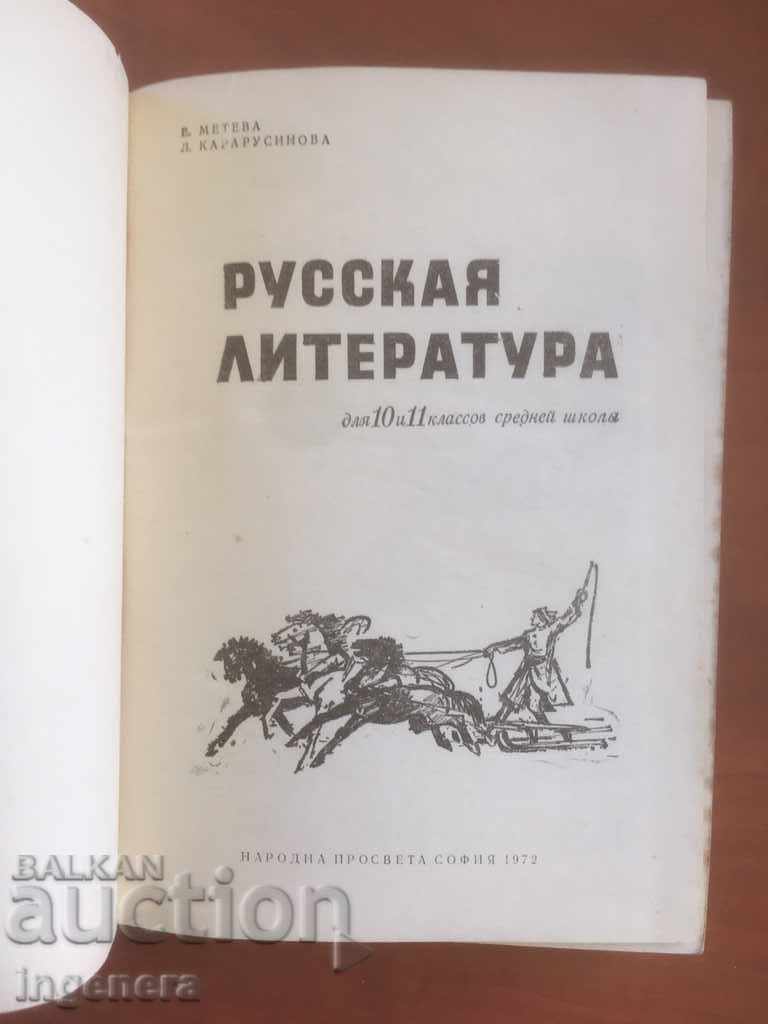 Е. МЕТЕВА
Л. КАРАРУСИНОВА
РУССКАЯ
ЛИТЕРАТУРА
для 10 и 11 классов средней школы
НАРОДНА ПРОСВЕТА СОФИЯ 1972
BALKAN
auction
ingenera